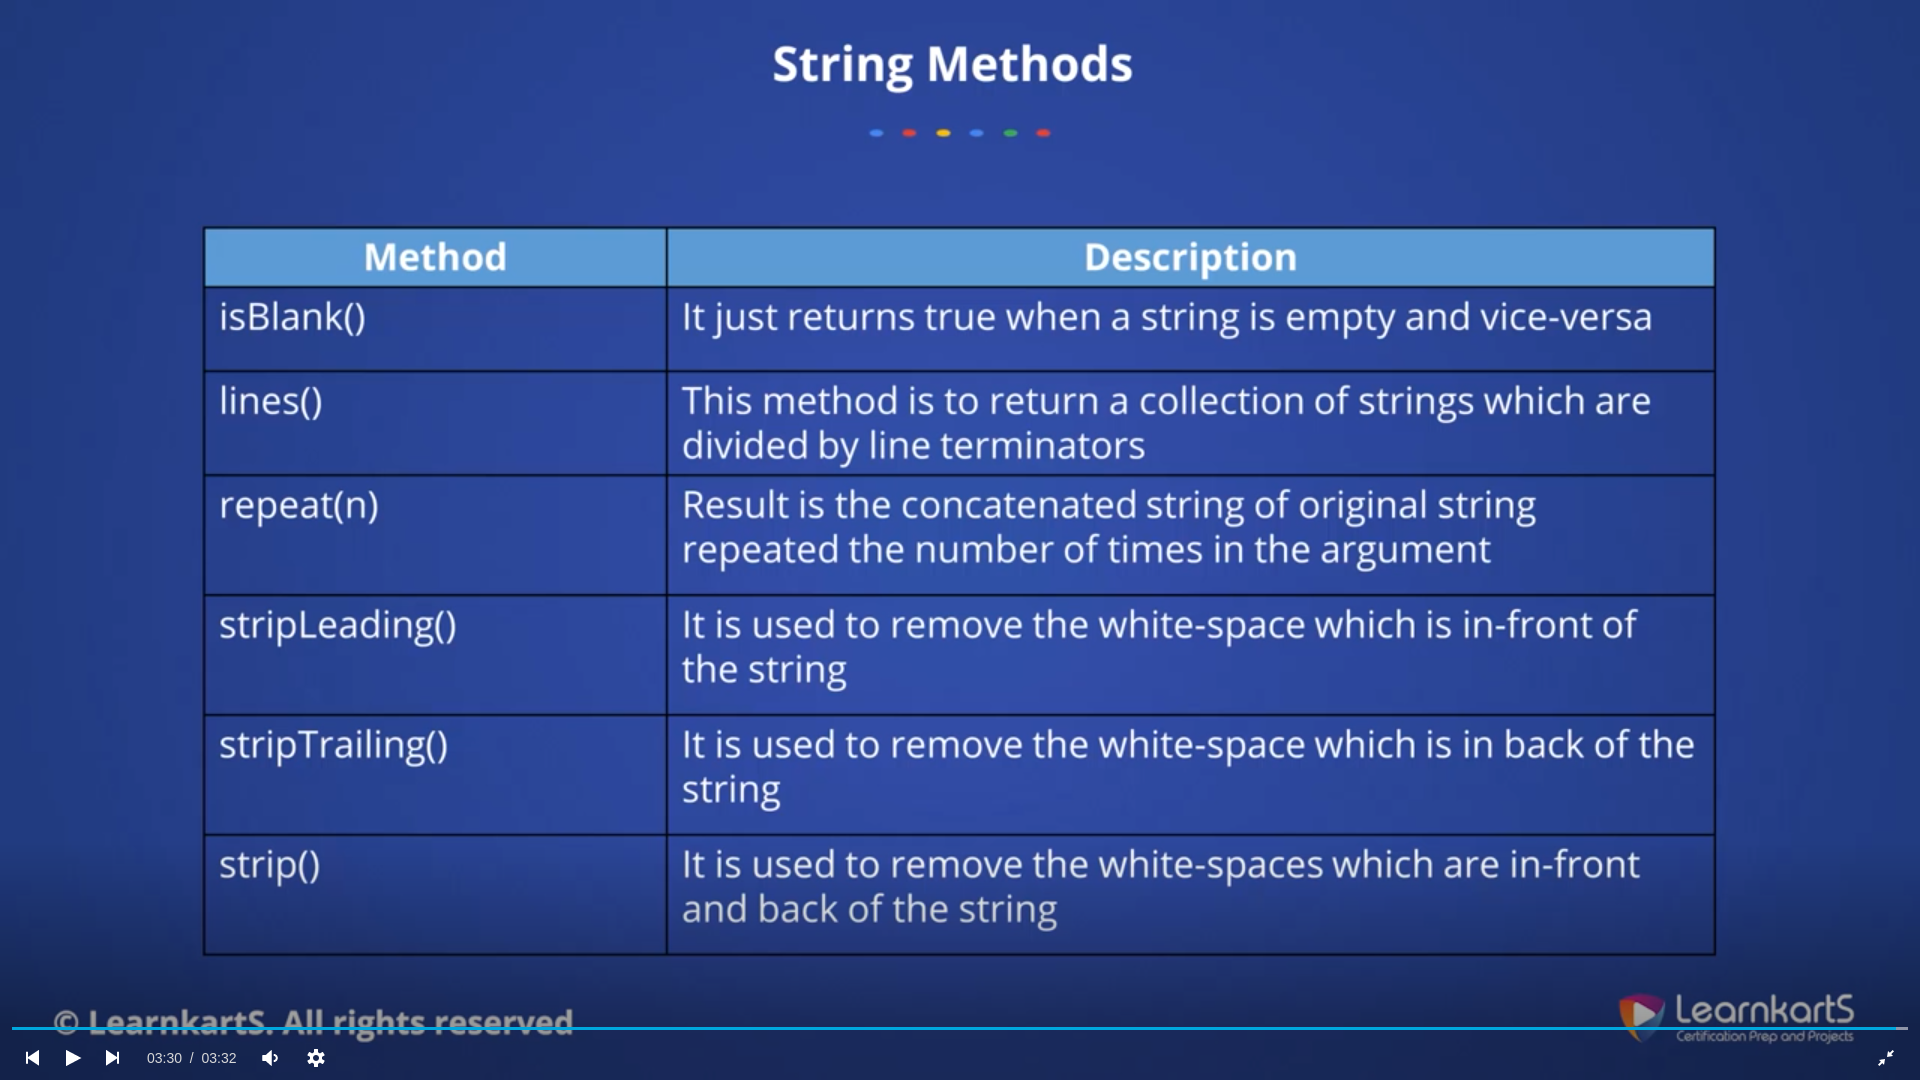 String Methods
Method
Description
isBlank()
It just returns true when a string is empty and vice-versa
lines()
This method is to return a collection of strings which are
divided by line terminators
repeat(n)
Result is the concatenated string of original string
repeated the number of times in the argument
stripLeading()
It is used to remove the white-space which is in-front of
the string
stripTrailing()
It is used to remove the white-space which is in back of the
string
strip()
It is used to remove the white-spaces which are in-front
and back of the string
© LearnkartS. All rights reserved
LearnkartS
Certification Prep and Projects
03:30 / 03:32